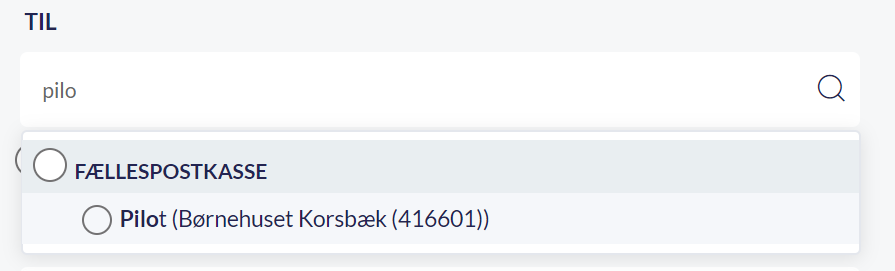 TIL
pilo
FÆLLESPOSTKASSE
Pilot (Børnehuset Korsbæk (416601))